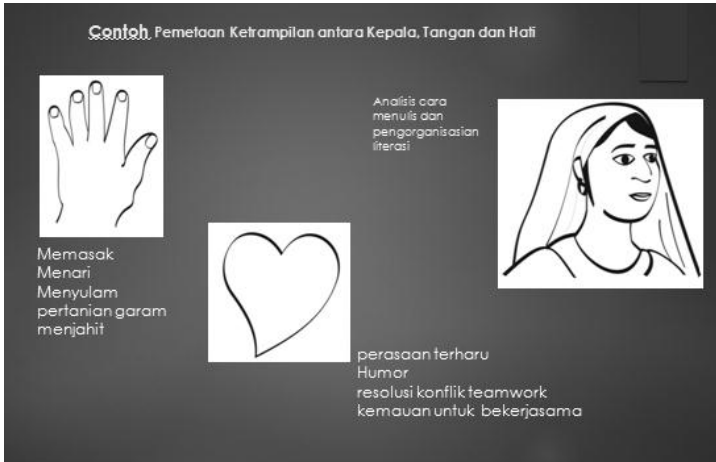 Contoh Pemetaan Ketrampilan antara Kepala, Tangan dan Hati
Analisis cara
menulis dan
pengorganisasian
literasi
Memasak
Menari
Menyulam
pertanian garam
menjahit
perasaan terharu
Humor
resolusi konflik teamwork
kemauan untuk bekerjasama